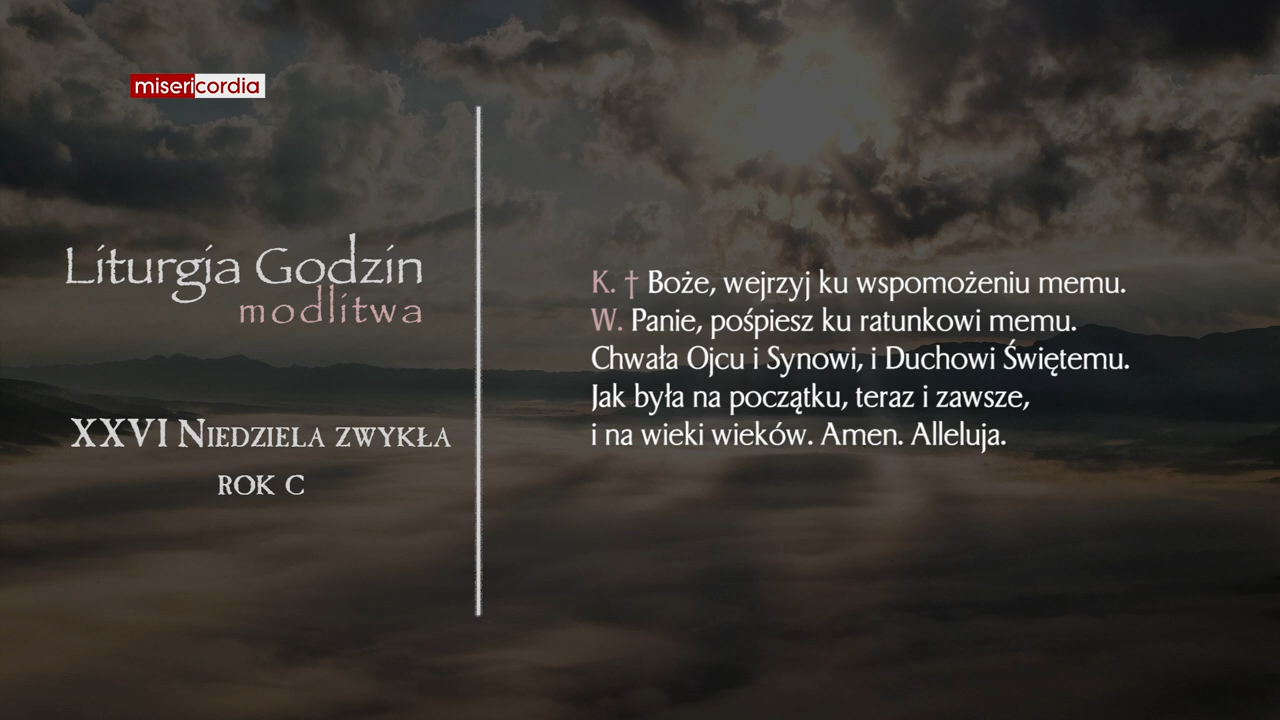 misericordia
Liturgia Godzin
modlitwa
XXVI Niedziela zwykła
rok C
K. † Boże, wejrzyj ku wspomożeniu memu.
W. Panie, pośpiesz ku ratunkowi memu.
Chwała Ojcu i Synowi, i Duchowi Świętemu.
Jak była na początku, teraz i zawsze,
i na wieki wieków. Amen. Alleluja.